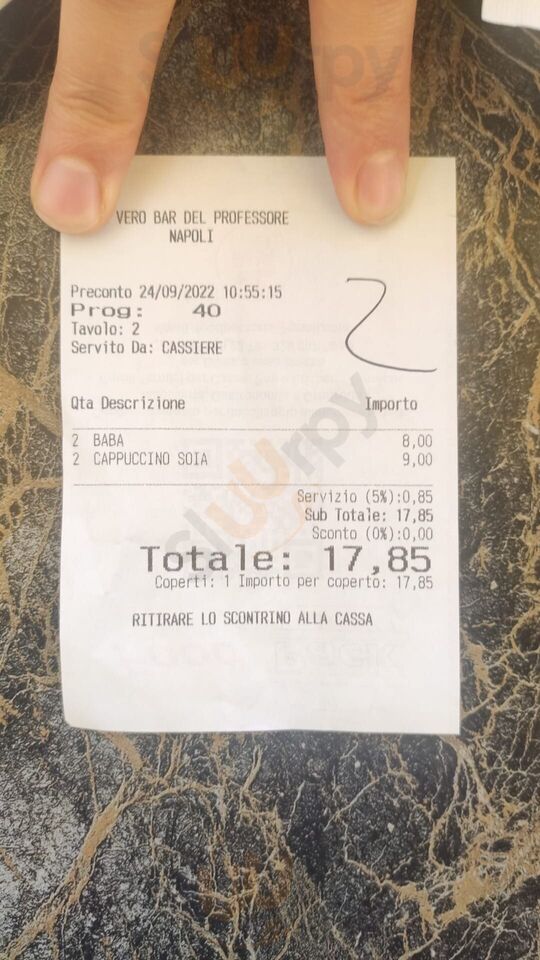 VERO BAR DEL PROFESSORE
NAPOLI
Preconto 24/09/2022 10:55:15
Prog: 40
Tavolo: 2
Servito Da: CASSIERE
2
Qta Descrizione Importo
2 BABA 8,00
2 CAPPUCCINO SOIA 9,00
Servizio (5%):0,85
Sub Totale: 17,85
Sconto (0%):0,00
Totale: 17,85
Coperti: 1 Importo per coperto: 17,85
RITIRARE LO SCONTRINO ALLA CASSA
sluurpy